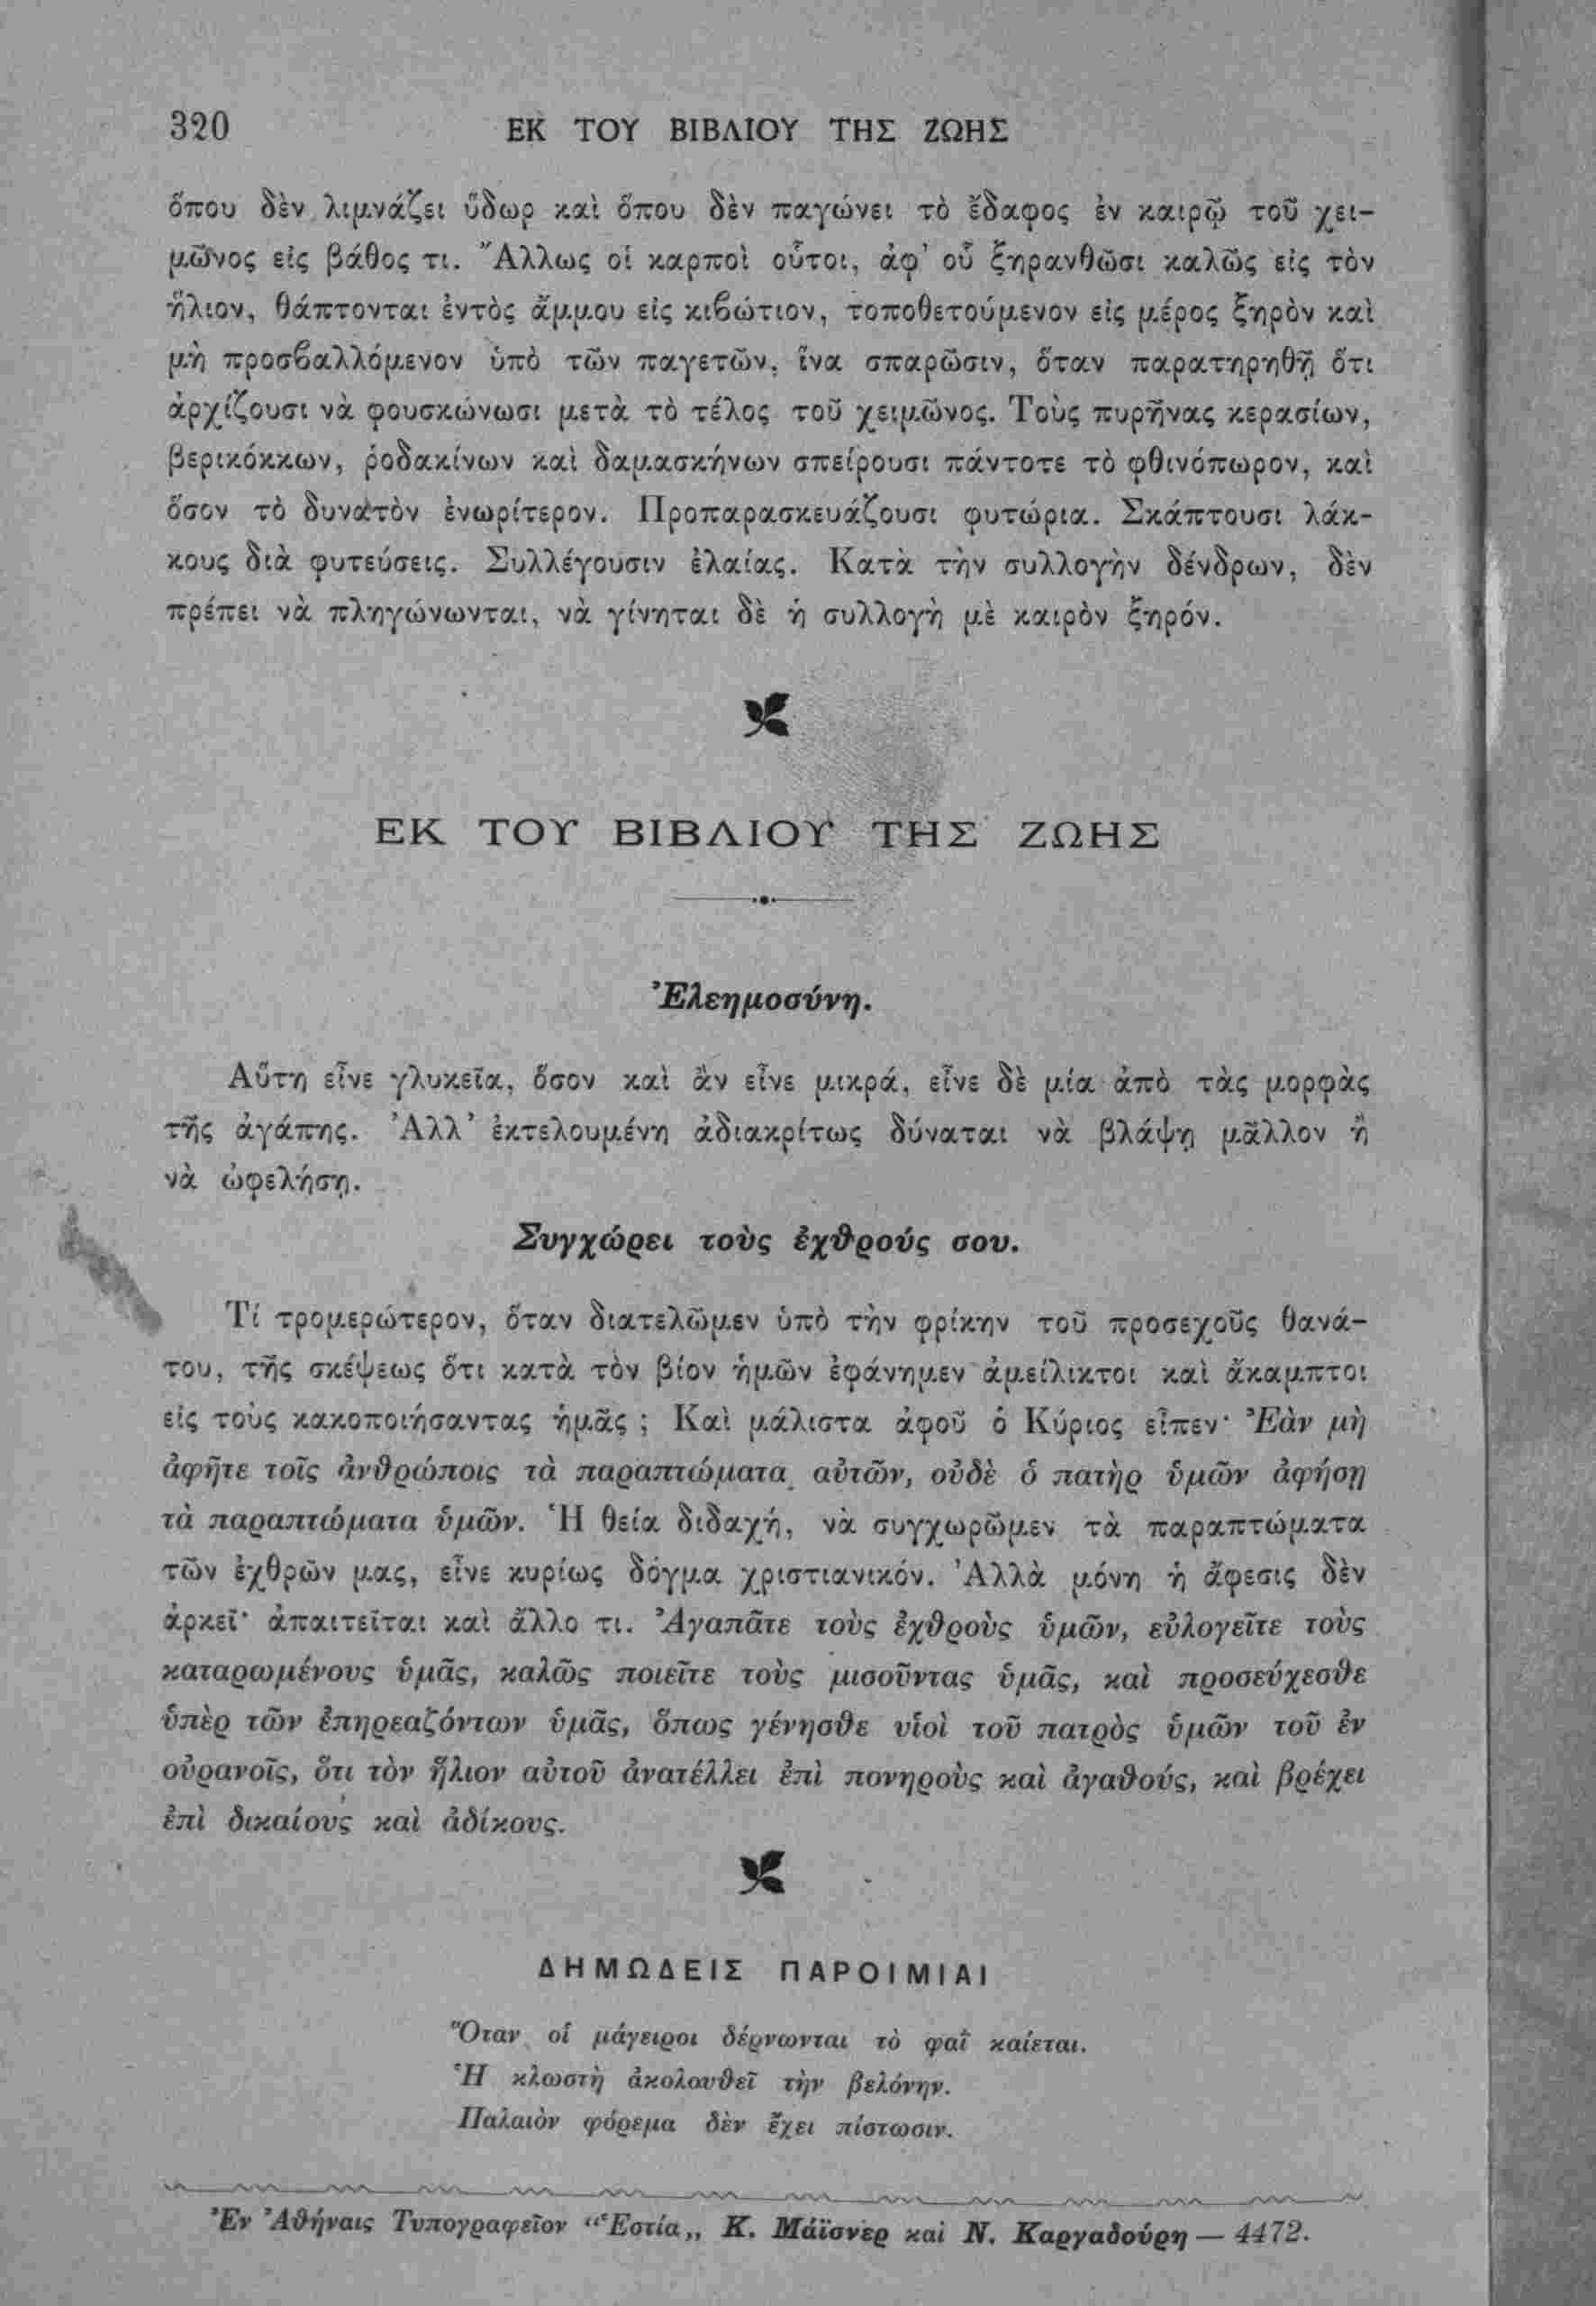 320 ΕΚ ΤΟΥ ΒΙΒΛΙΟΥ ΤΗΣ ΖΩΗΣ
ὅπου δὲν λιμνάζει ὕδωρ καὶ ὅπου δὲν παγώνει τὸ ἔδαφος ἐν καιρῷ τοῦ χει-
μῶνος εἰς βάθος τι. Ἄλλως οἱ καρποὶ οὗτοι, ἀφ’ οὗ ξηρανθῶσι καλῶς εἰς τὸν
ἥλιον, θάπτονται ἐντὸς ἄμμου εἰς κιβώτιον, τοποθετούμενον εἰς μέρος ξηρὸν καὶ
μὴ προσβαλλόμενον ὑπὸ τῶν παγετῶν, ἵνα σπαρῶσιν, ὅταν παρατηρηθῇ ὅτι
ἀρχίζουσι νὰ φουσκώνωσι μετὰ τὸ τέλος τοῦ χειμῶνος. Τοὺς πυρῆνας κερασίων,
βερικόκκων, ῥοδακίνων καὶ δαμασκήνων σπείρουσι πάντοτε τὸ φθινόπωρον, καὶ
ὅσον τὸ δυνατὸν ἐνωρίτερον. Προπαρασκευάζουσι φυτώρια. Σκάπτουσι λάκ-
κους διὰ φυτεύσεις. Συλλέγουσιν ἐλαίας. Κατὰ τὴν συλλογὴν δένδρων, δὲν
πρέπει νὰ πληγώνωνται, νὰ γίνηται δὲ ἡ συλλογὴ μὲ καιρὸν ξηρόν.
ΕΚ ΤΟΥ ΒΙΒΛΙΟΥ ΤΗΣ ΖΩΗΣ
Ἐλεημοσύνη.
Αὕτη εἶνε γλυκεῖα, ὅσον καὶ ἂν εἶνε μικρά, εἶνε δὲ μία ἀπὸ τὰς μορφὰς
τῆς ἀγάπης. Ἀλλ’ ἐκτελουμένη ἀδιακρίτως δύναται νὰ βλάψῃ μᾶλλον ἢ
νὰ ὠφελήσῃ.
Συγχώρει τοὺς ἐχθρούς σου.
Τί τρομερώτερον, ὅταν διατελῶμεν ὑπὸ τὴν φρίκην τοῦ προσεχοῦς θανά-
του, τῆς σκέψεως ὅτι κατὰ τὸν βίον ἡμῶν ἐφάνημεν ἀμείλικτοι καὶ ἄκαμπτοι
εἰς τοὺς κακοποιήσαντας ἡμᾶς ; Καὶ μάλιστα ἀφοῦ ὁ Κύριος εἶπεν· Ἐὰν μὴ
ἀφῆτε τοῖς ἀνθρώποις τὰ παραπτώματα αὐτῶν, οὐδὲ ὁ πατὴρ ὑμῶν ἀφήσῃ
τὰ παραπτώματα ὑμῶν. Ἡ θεία διδαχή, νὰ συγχωρῶμεν τὰ παραπτώματα
τῶν ἐχθρῶν μας, εἶνε κυρίως δόγμα χριστιανικόν. Ἀλλὰ μόνη ἡ ἄφεσις δὲν
ἀρκεῖ· ἀπαιτεῖται καὶ ἄλλο τι. Ἀγαπᾶτε τοὺς ἐχθροὺς ὑμῶν, εὐλογεῖτε τοὺς
καταρωμένους ὑμᾶς, καλῶς ποιεῖτε τοὺς μισοῦντας ὑμᾶς, καὶ προσεύχεσθε
ὑπὲρ τῶν ἐπηρεαζόντων ὑμᾶς, ὅπως γένησθε υἱοὶ τοῦ πατρὸς ὑμῶν τοῦ ἐν
οὐρανοῖς, ὅτι τὸν ἥλιον αὐτοῦ ἀνατέλλει ἐπὶ πονηροὺς καὶ ἀγαθούς, καὶ βρέχει
ἐπὶ δικαίους καὶ ἀδίκους.
ΔΗΜΩΔΕΙΣ ΠΑΡΟΙΜΙΑΙ
Ὅταν οἱ μάγειροι δέρνωνται τὸ φαῒ καίεται.
Ἡ κλωστὴ ἀκολουθεῖ τὴν βελόνην.
Παλαιὸν φόρεμα δὲν ἔχει πίστωσιν.
Ἐν Ἀθήναις Τυπογραφεῖον “Ἑστία„ Κ. Μάϊσνερ καὶ Ν. Καργαδούρη — 4472.